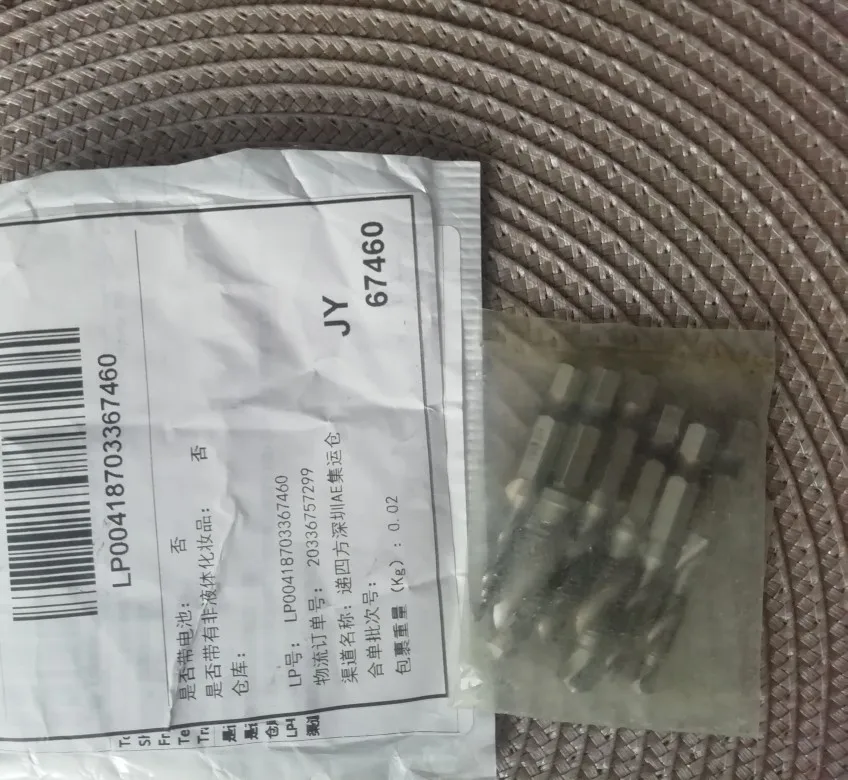 LP00418703367460
是否带电池： 否
是否带有非液体化妆品： 否
仓库：
JY
67460
LP号： LP00418703367460
物流订单号： 20336757299
渠道名称： 递四方深圳AE集运仓
合单批次号：
包裹重量 (Kg) : 0.02